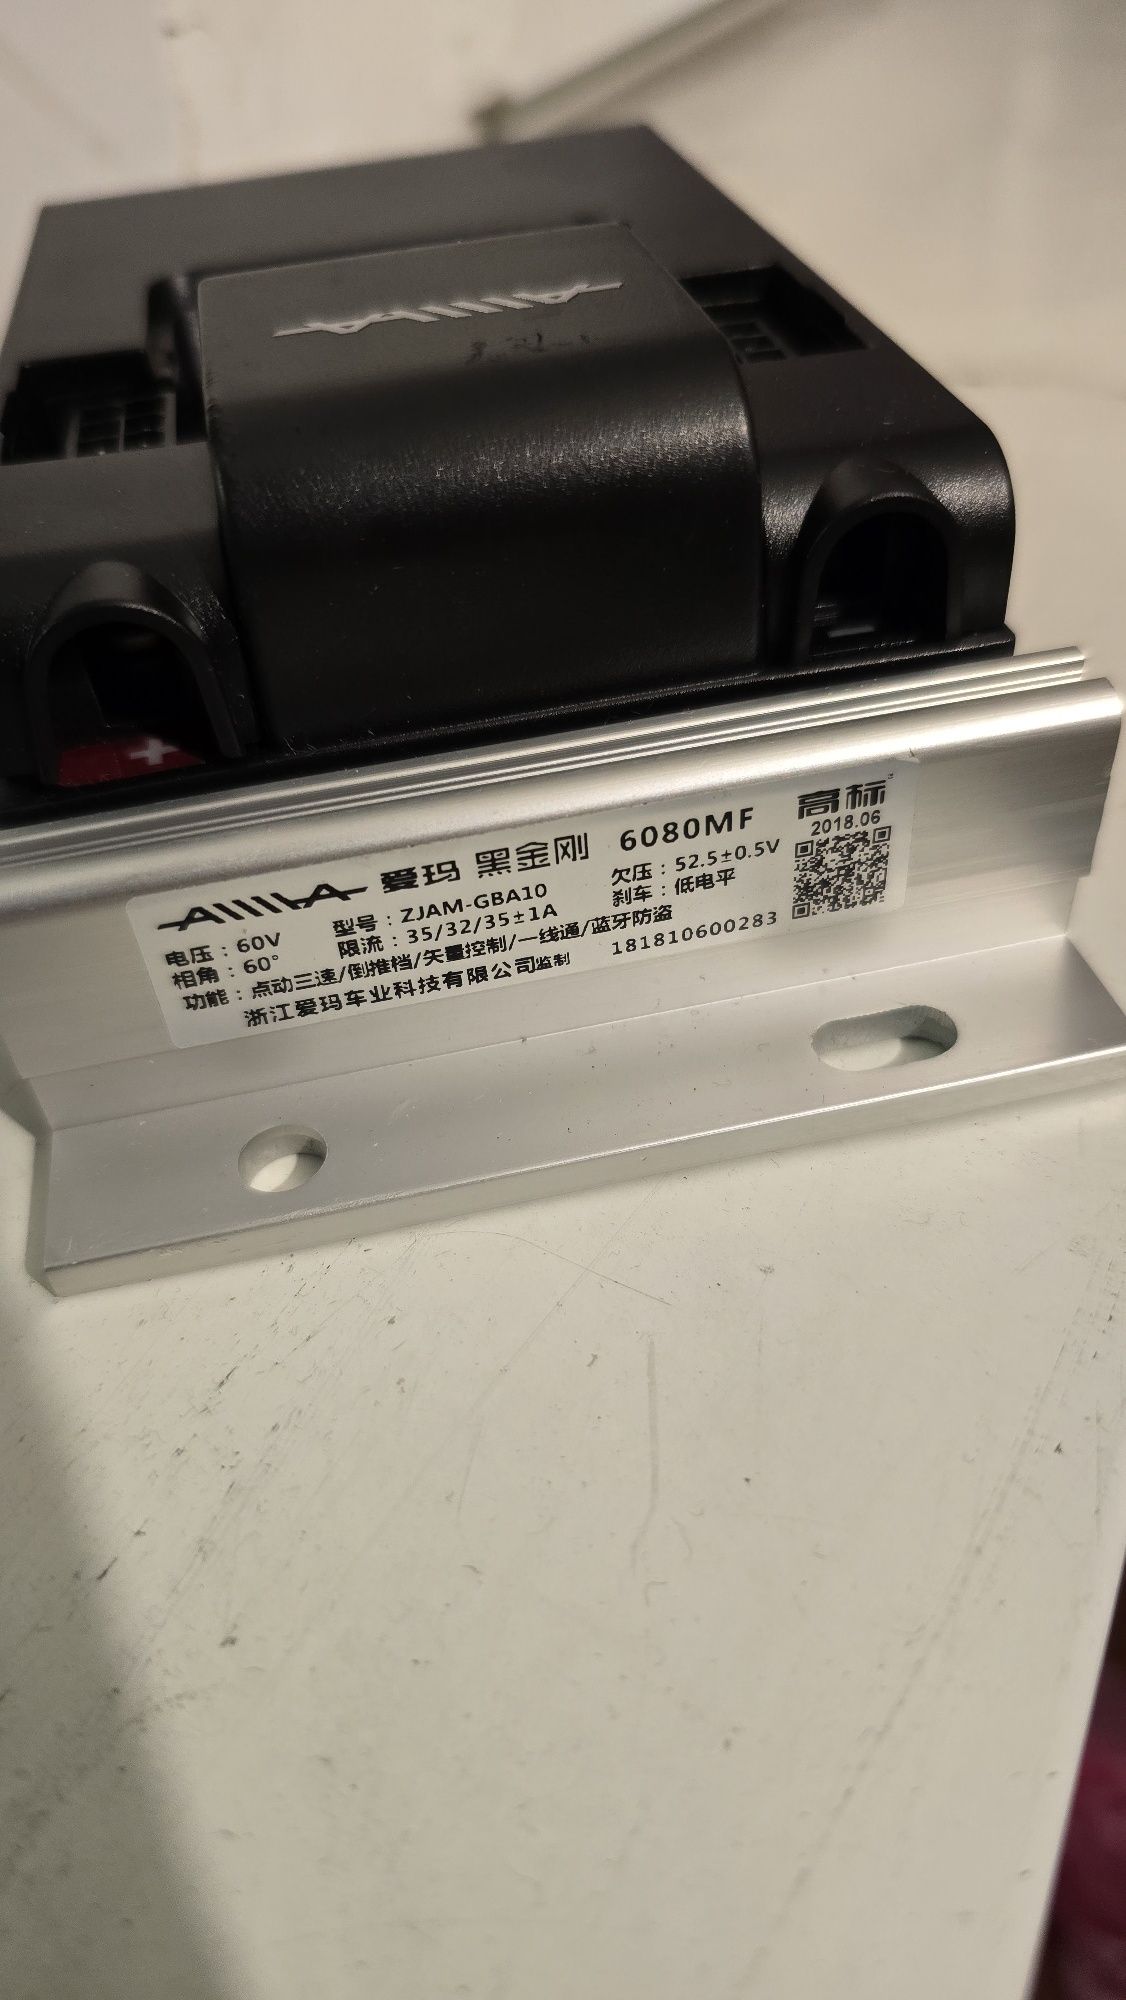 AIMA
AIMA 爱玛 黑金刚 6080MF 高标
2018.06
电压：60V 型号：ZJAM-GBA10 欠压：52.5±0.5V
相角：60° 限流：35/32/35±1A 刹车：低电平
功能：点动三速/倒推档/矢量控制/一线通/蓝牙防盗
浙江爱玛车业科技有限公司监制 181810600283
+